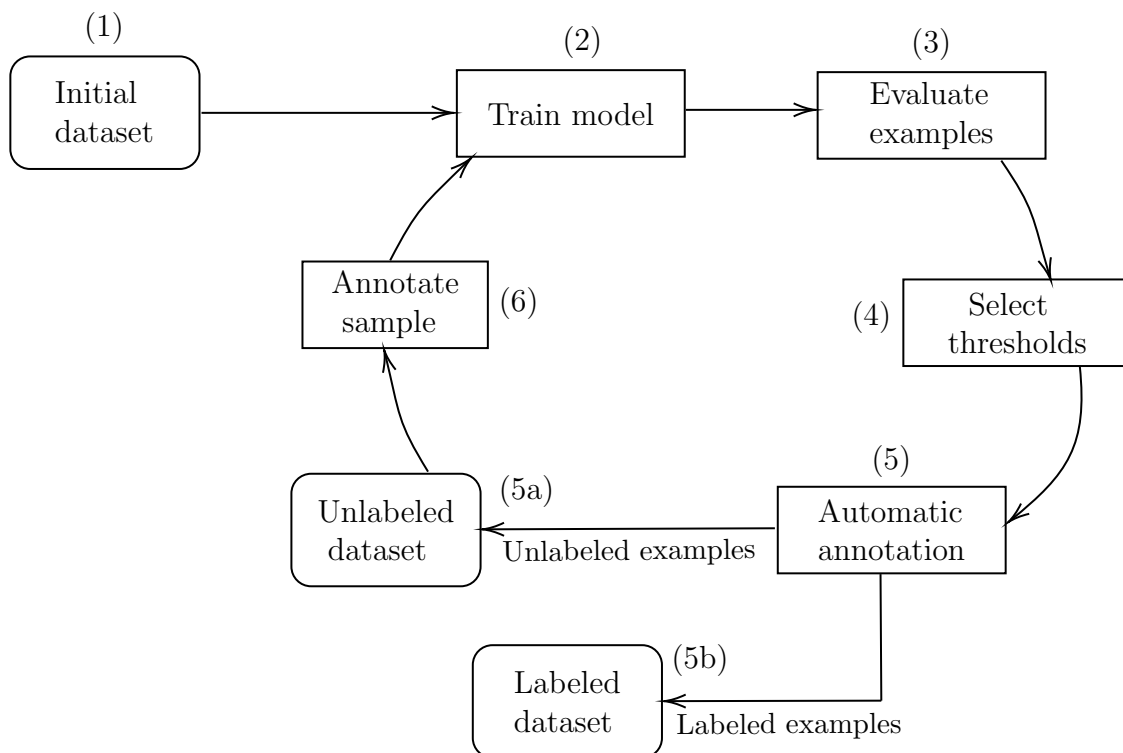 (1)
Initial
dataset
(2)
Train model
(3)
Evaluate
examples
(4)
Select
thresholds
(5)
Automatic
annotation
Unlabeled examples
(5a)
Unlabeled
dataset
Labeled examples
(5b)
Labeled
dataset
(6)
Annotate
sample